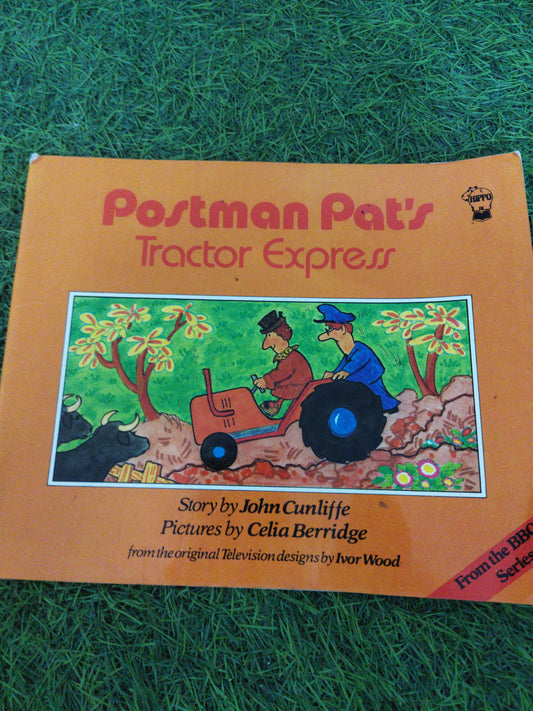 Postman Pat's
HIPPO
Tractor Express
Story by John Cunliffe
Pictures by Celia Berridge
from the original Television designs by Ivor Wood
From the BBC
Series